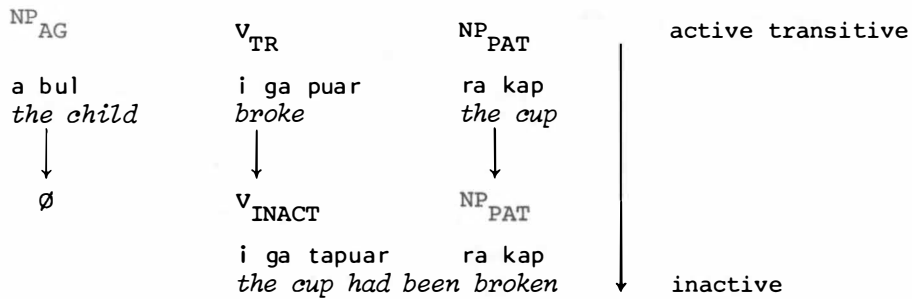 NP_AG V_TR NP_PAT active transitive
a bul i ga puar ra kap
the child broke the cup
ø V_INACT NP_PAT
i ga tapuar ra kap
the cup had been broken inactive